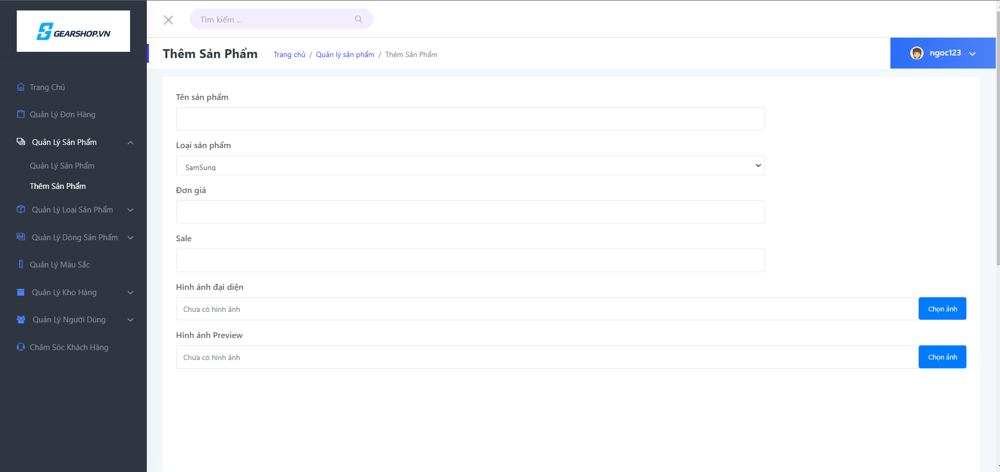 GEARSHOP.VN
Tìm kiếm ...
Thêm Sản Phẩm
Trang chủ / Quản lý sản phẩm / Thêm Sản Phẩm
ngoc123
Trang Chủ
Quản Lý Đơn Hàng
Quản Lý Sản Phẩm
Quản Lý Sản Phẩm
Thêm Sản Phẩm
Quản Lý Loại Sản Phẩm
Quản Lý Dòng Sản Phẩm
Quản Lý Màu Sắc
Quản Lý Kho Hàng
Quản Lý Người Dùng
Chăm Sóc Khách Hàng
Tên sản phẩm
Loại sản phẩm
SamSung
Đơn giá
Sale
Hình ảnh đại diện
Chưa có hình ảnh
Chọn ảnh
Hình ảnh Preview
Chưa có hình ảnh
Chọn ảnh